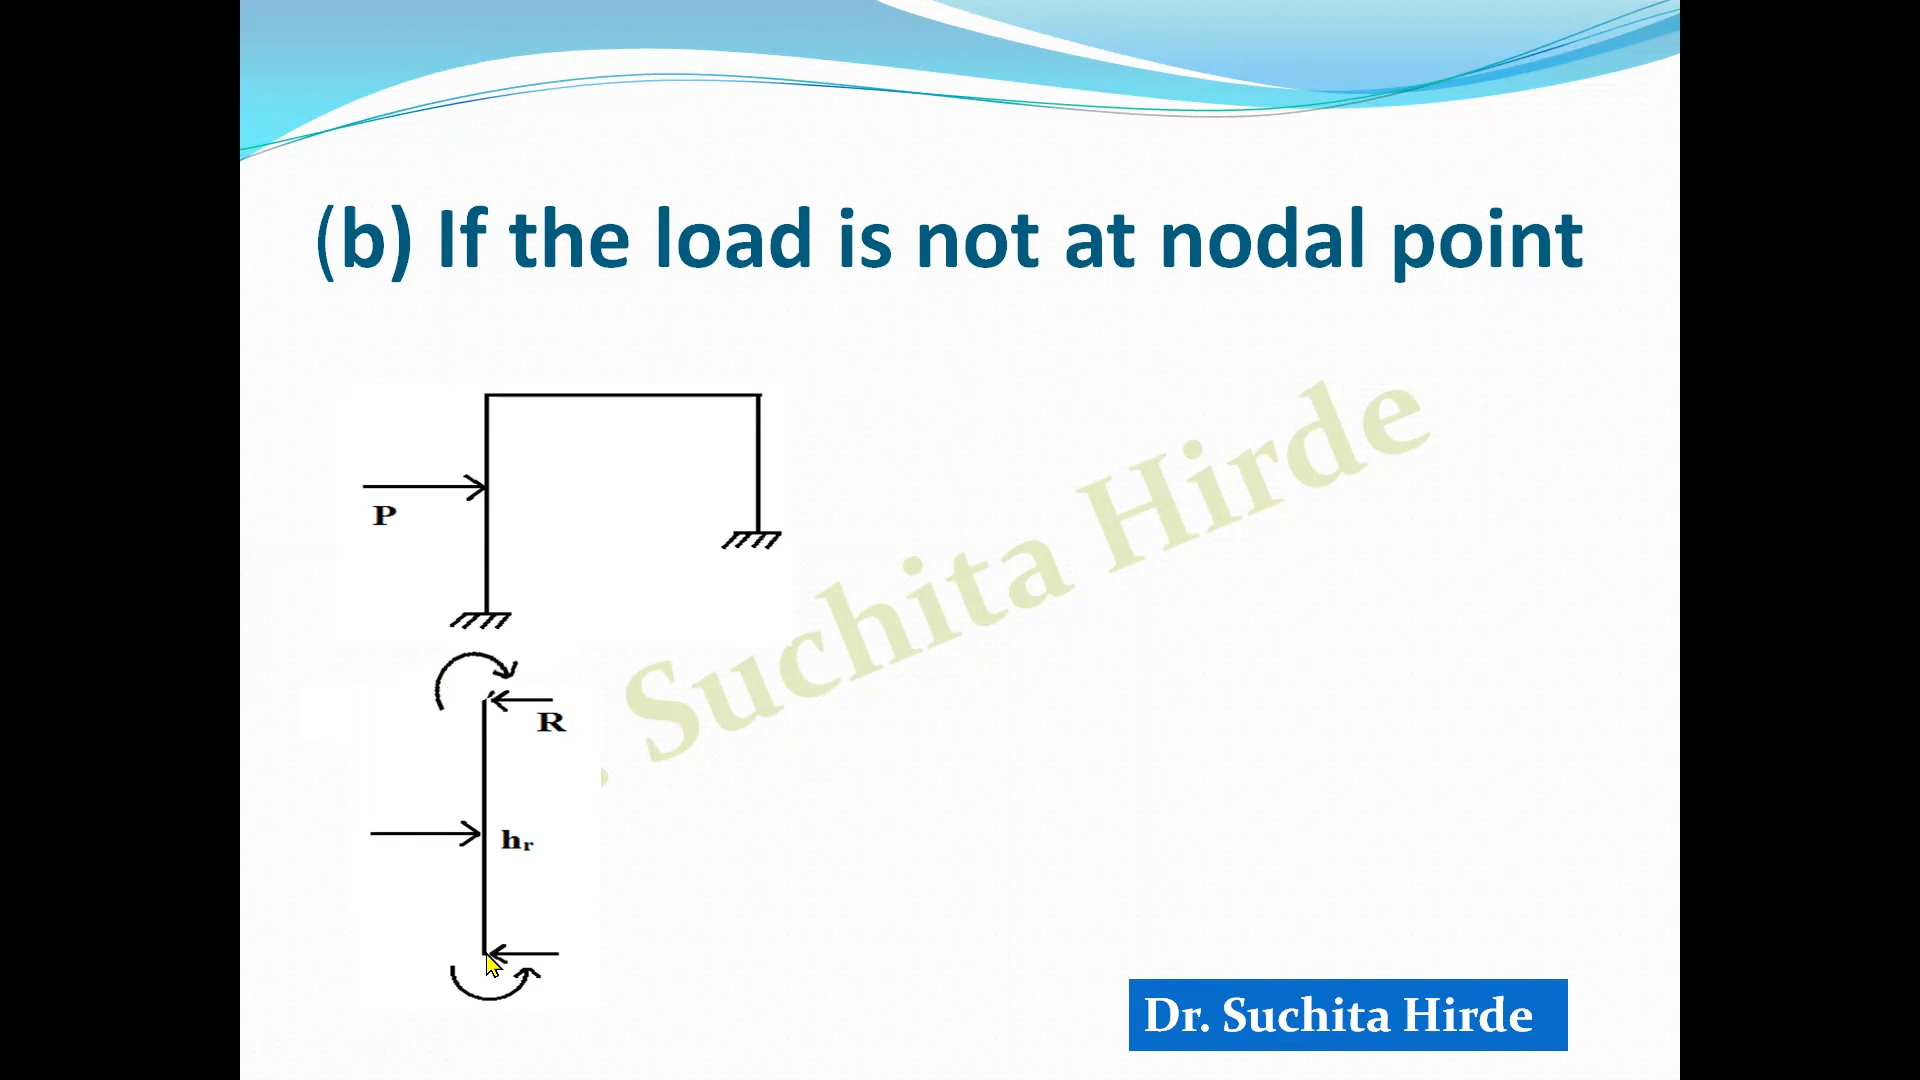 (b) If the load is not at nodal point
P
R
hr
. Suchita Hirde
Dr. Suchita Hirde